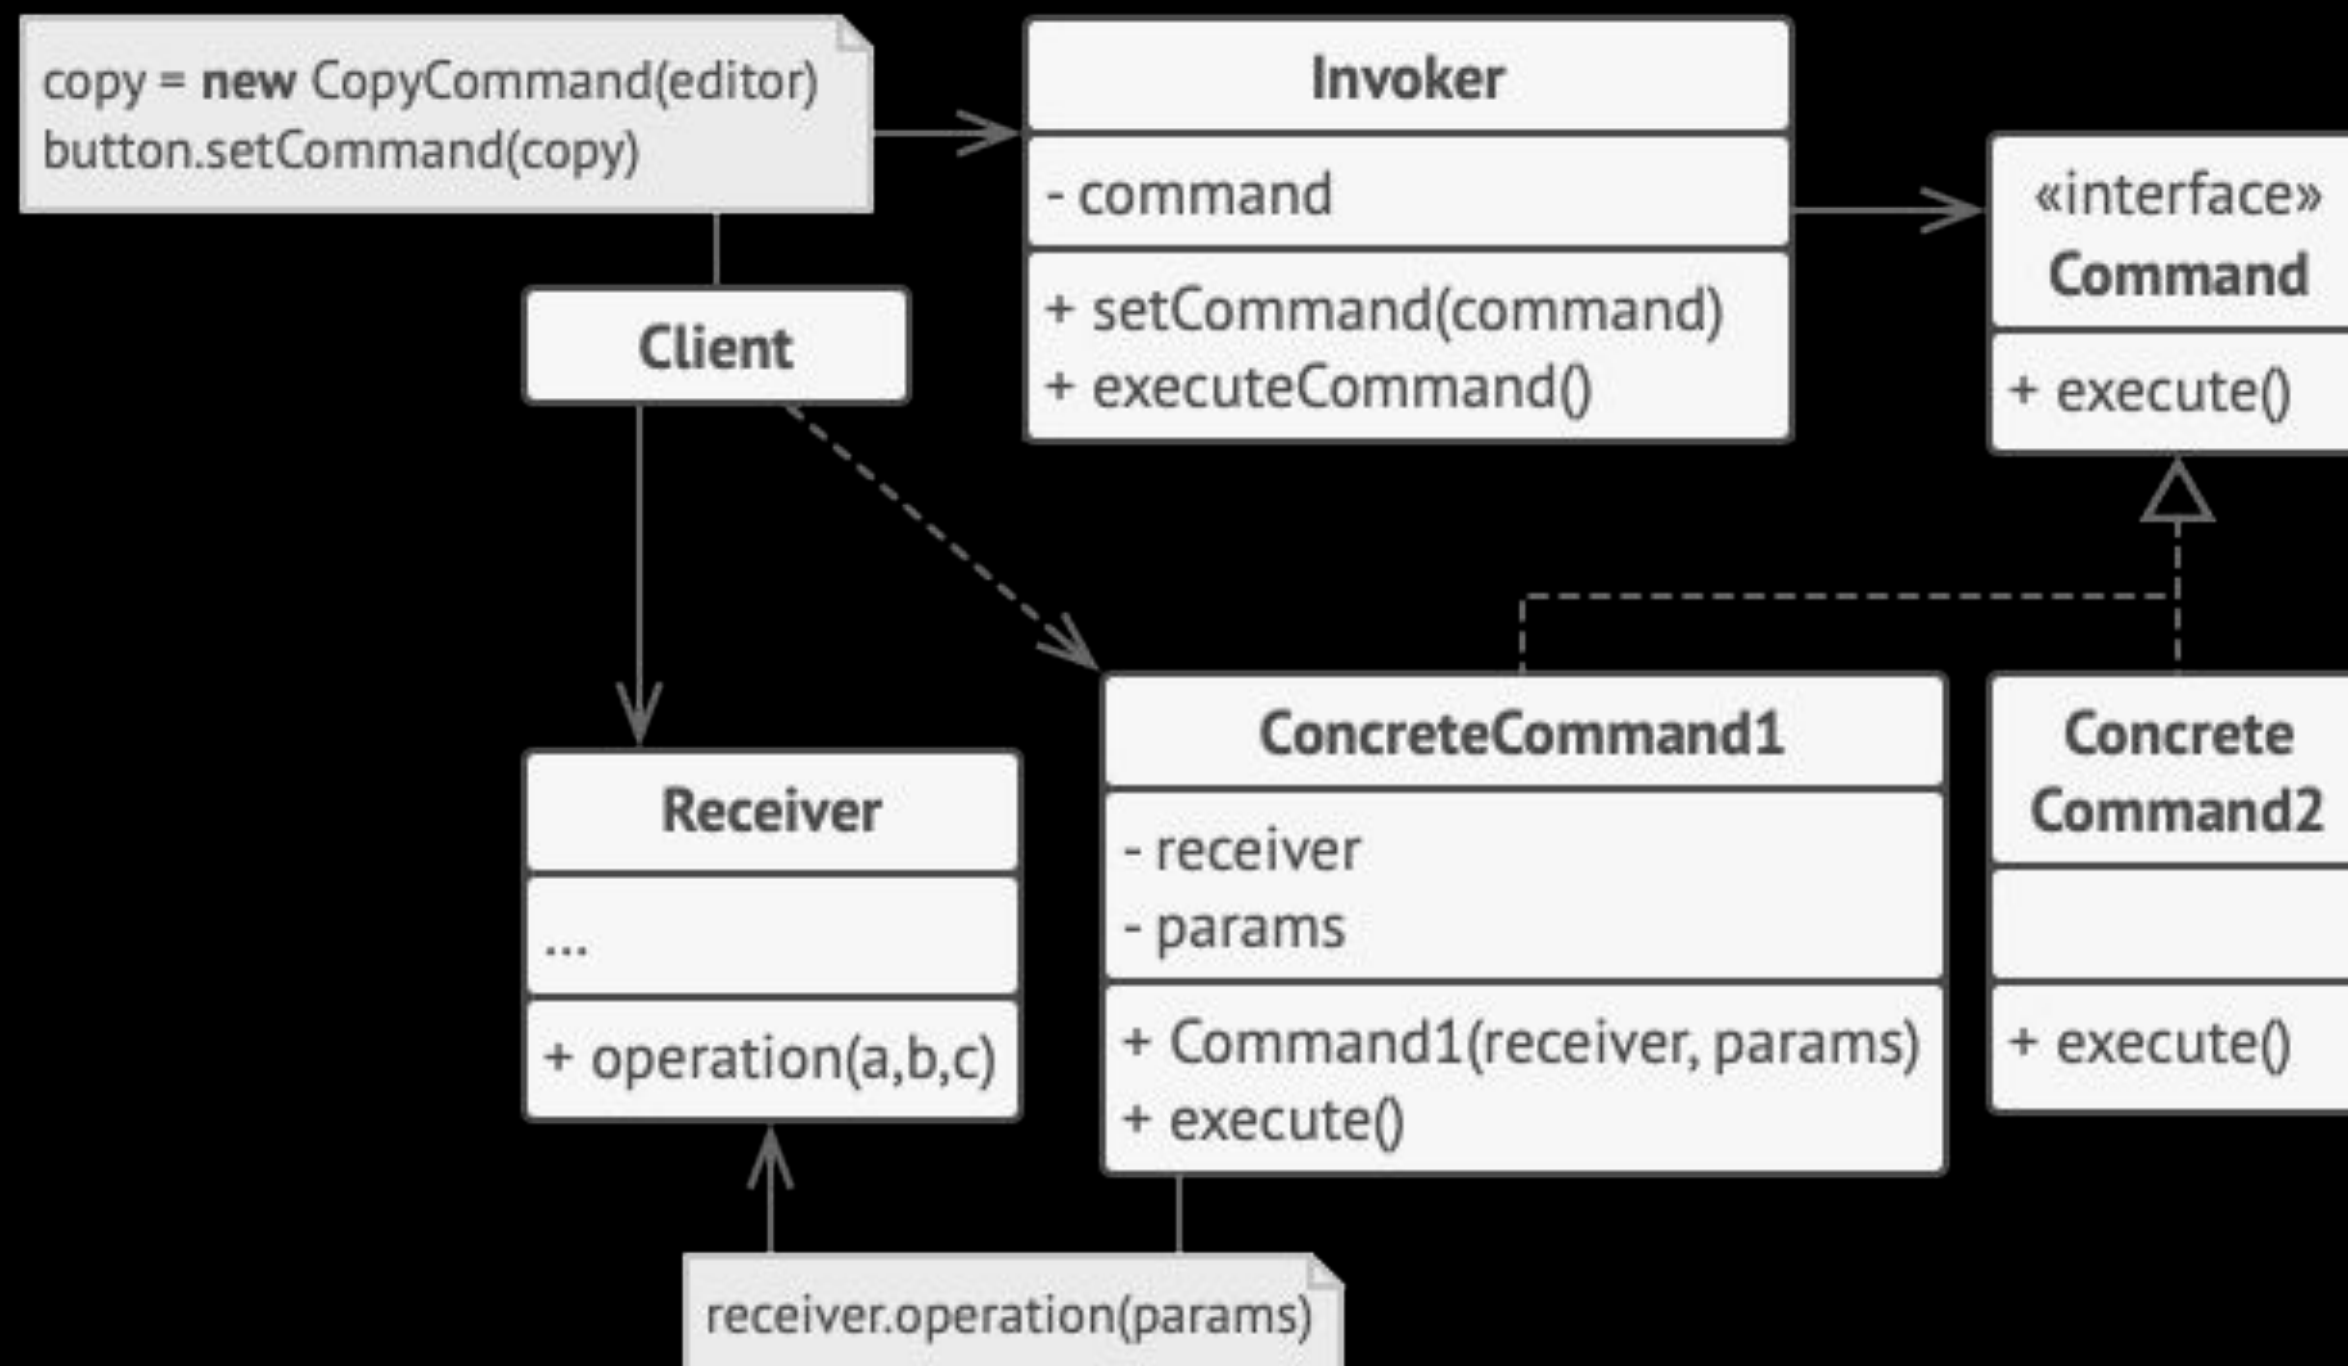 copy = new CopyCommand(editor)
button.setCommand(copy)
Invoker
- command
+ setCommand(command)
+ executeCommand()
«interface»
Command
+ execute()
Client
Receiver
...
+ operation(a,b,c)
ConcreteCommand1
- receiver
- params
+ Command1(receiver, params)
+ execute()
Concrete
Command2
+ execute()
receiver.operation(params)